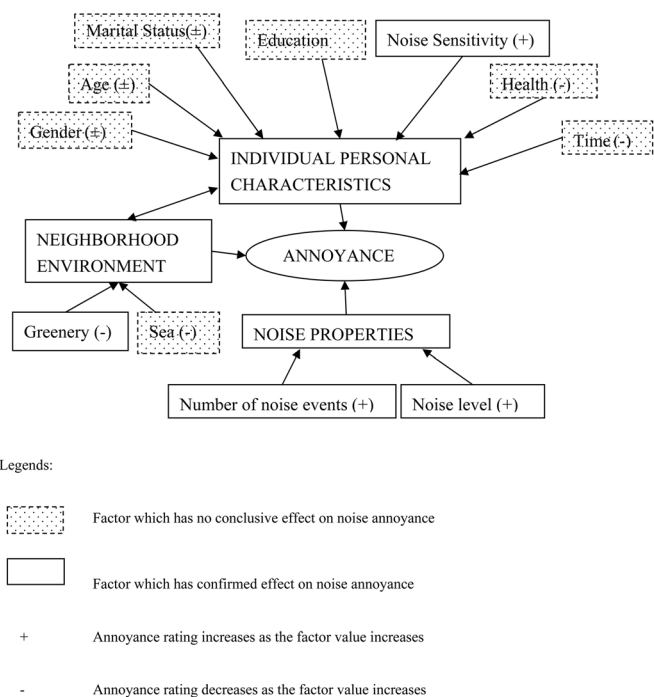 Marital Status(±)
Education
Noise Sensitivity (+)
Age (±)
Health (-)
Gender (±)
Time (-)
INDIVIDUAL PERSONAL
CHARACTERISTICS
NEIGHBORHOOD
ENVIRONMENT
ANNOYANCE
Greenery (-)
Sea (-)
NOISE PROPERTIES
Number of noise events (+)
Noise level (+)
Legends:
Factor which has no conclusive effect on noise annoyance
Factor which has confirmed effect on noise annoyance
+ Annoyance rating increases as the factor value increases
- Annoyance rating decreases as the factor value increases